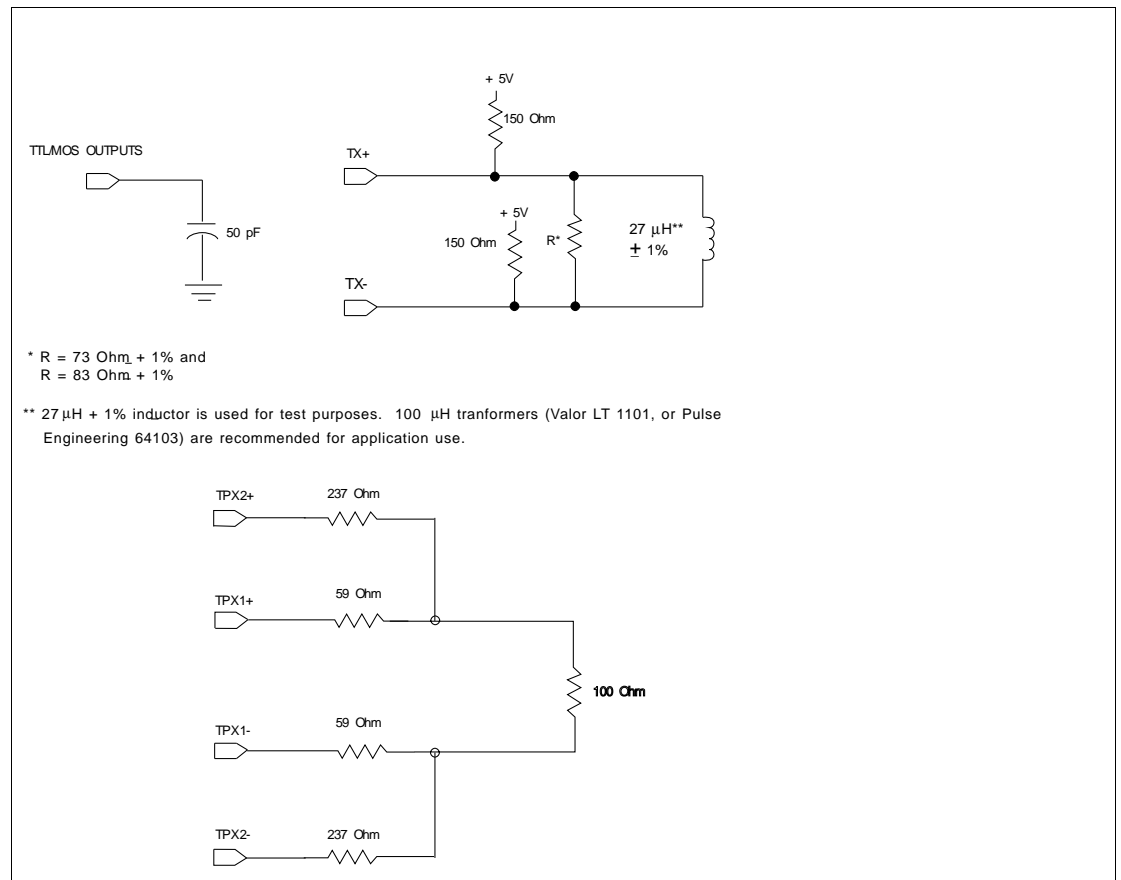 + 5V
150 Ohm
TTL/MOS OUTPUTS
TX+
50 pF
+ 5V
150 Ohm
R*
27 µH**
± 1%
TX-
* R = 73 Ohm ± 1% and
R = 83 Ohm ± 1%
** 27 µH ± 1% inductor is used for test purposes. 100 µH tranformers (Valor LT 1101, or Pulse
Engineering 64103) are recommended for application use.
TPX2+
237 Ohm
TPX1+
59 Ohm
100 Ohm
TPX1-
59 Ohm
TPX2-
237 Ohm